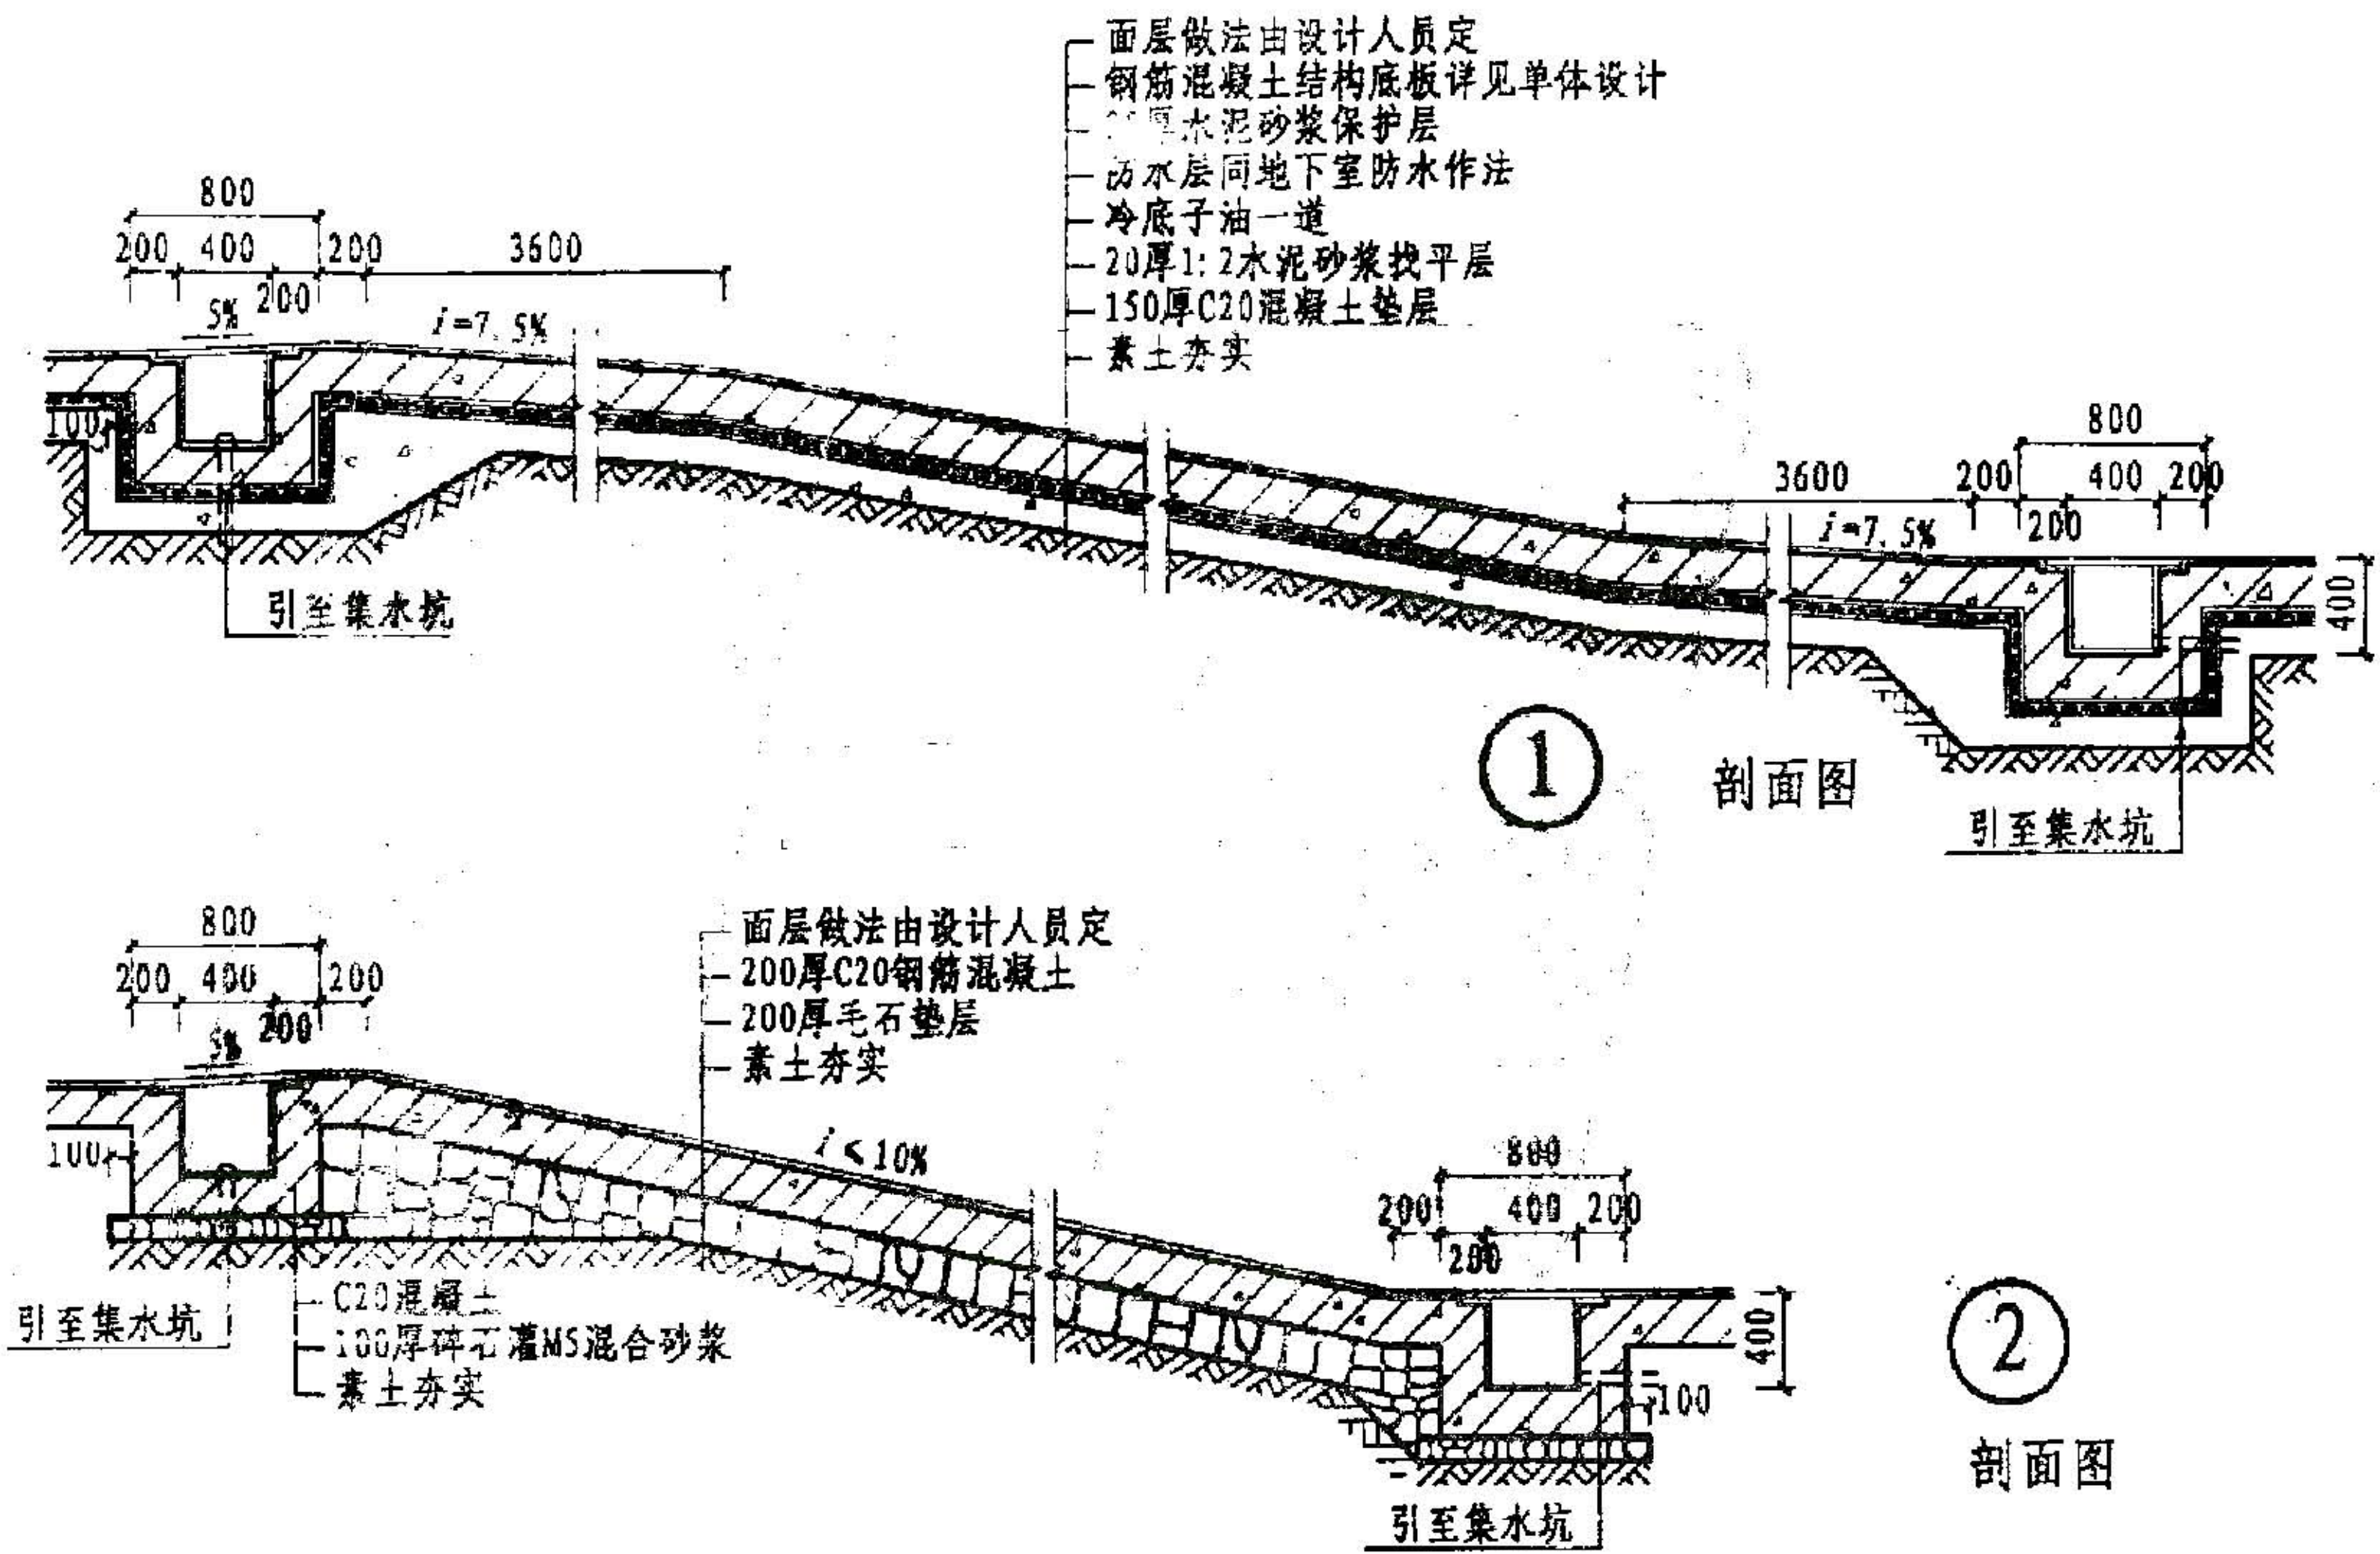 面层做法由设计人员定
钢筋混凝土结构底板详见单体设计
厚水泥砂浆保护层
防水层同地下室防水作法
冷底子油一道
20厚1:2水泥砂浆找平层
150厚C20混凝土垫层
素土夯实
800
200 400 200 3600
200
5%
i=7.5%
100
引至集水坑
800
3600 200 400 200
200
i=7.5%
400
1 剖面图
引至集水坑
面层做法由设计人员定
200厚C20钢筋混凝土
200厚毛石垫层
素土夯实
800
200 400 200
200
5%
100
i≤10%
C20混凝土
100厚碎石灌M5混合砂浆
素土夯实
引至集水坑
800
200 400 200
200
400
100
引至集水坑
2
剖面图